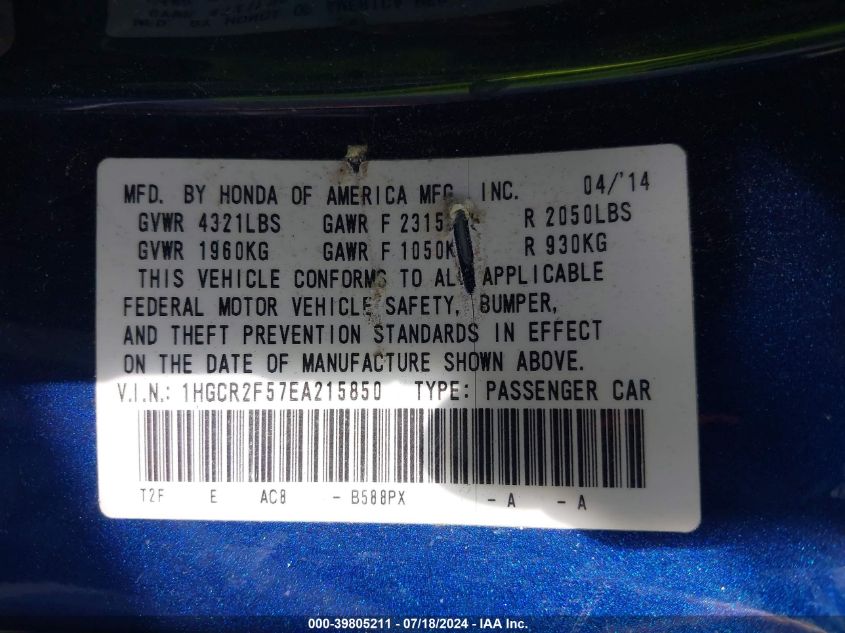 MFD. BY HONDA OF AMERICA MFG. INC. 04/'14
GVWR 4321LBS GAWR F 2315 R 2050LBS
GVWR 1960KG GAWR F 1050K R 930KG
THIS VEHICLE CONFORMS TO ALL APPLICABLE
FEDERAL MOTOR VEHICLE SAFETY, BUMPER,
AND THEFT PREVENTION STANDARDS IN EFFECT
ON THE DATE OF MANUFACTURE SHOWN ABOVE.
V.I.N.: 1HGCR2F57EA215850 TYPE: PASSENGER CAR
T2F E AC8 - B588PX - A - A
000-39805211 - 07/18/2024 - IAA Inc.